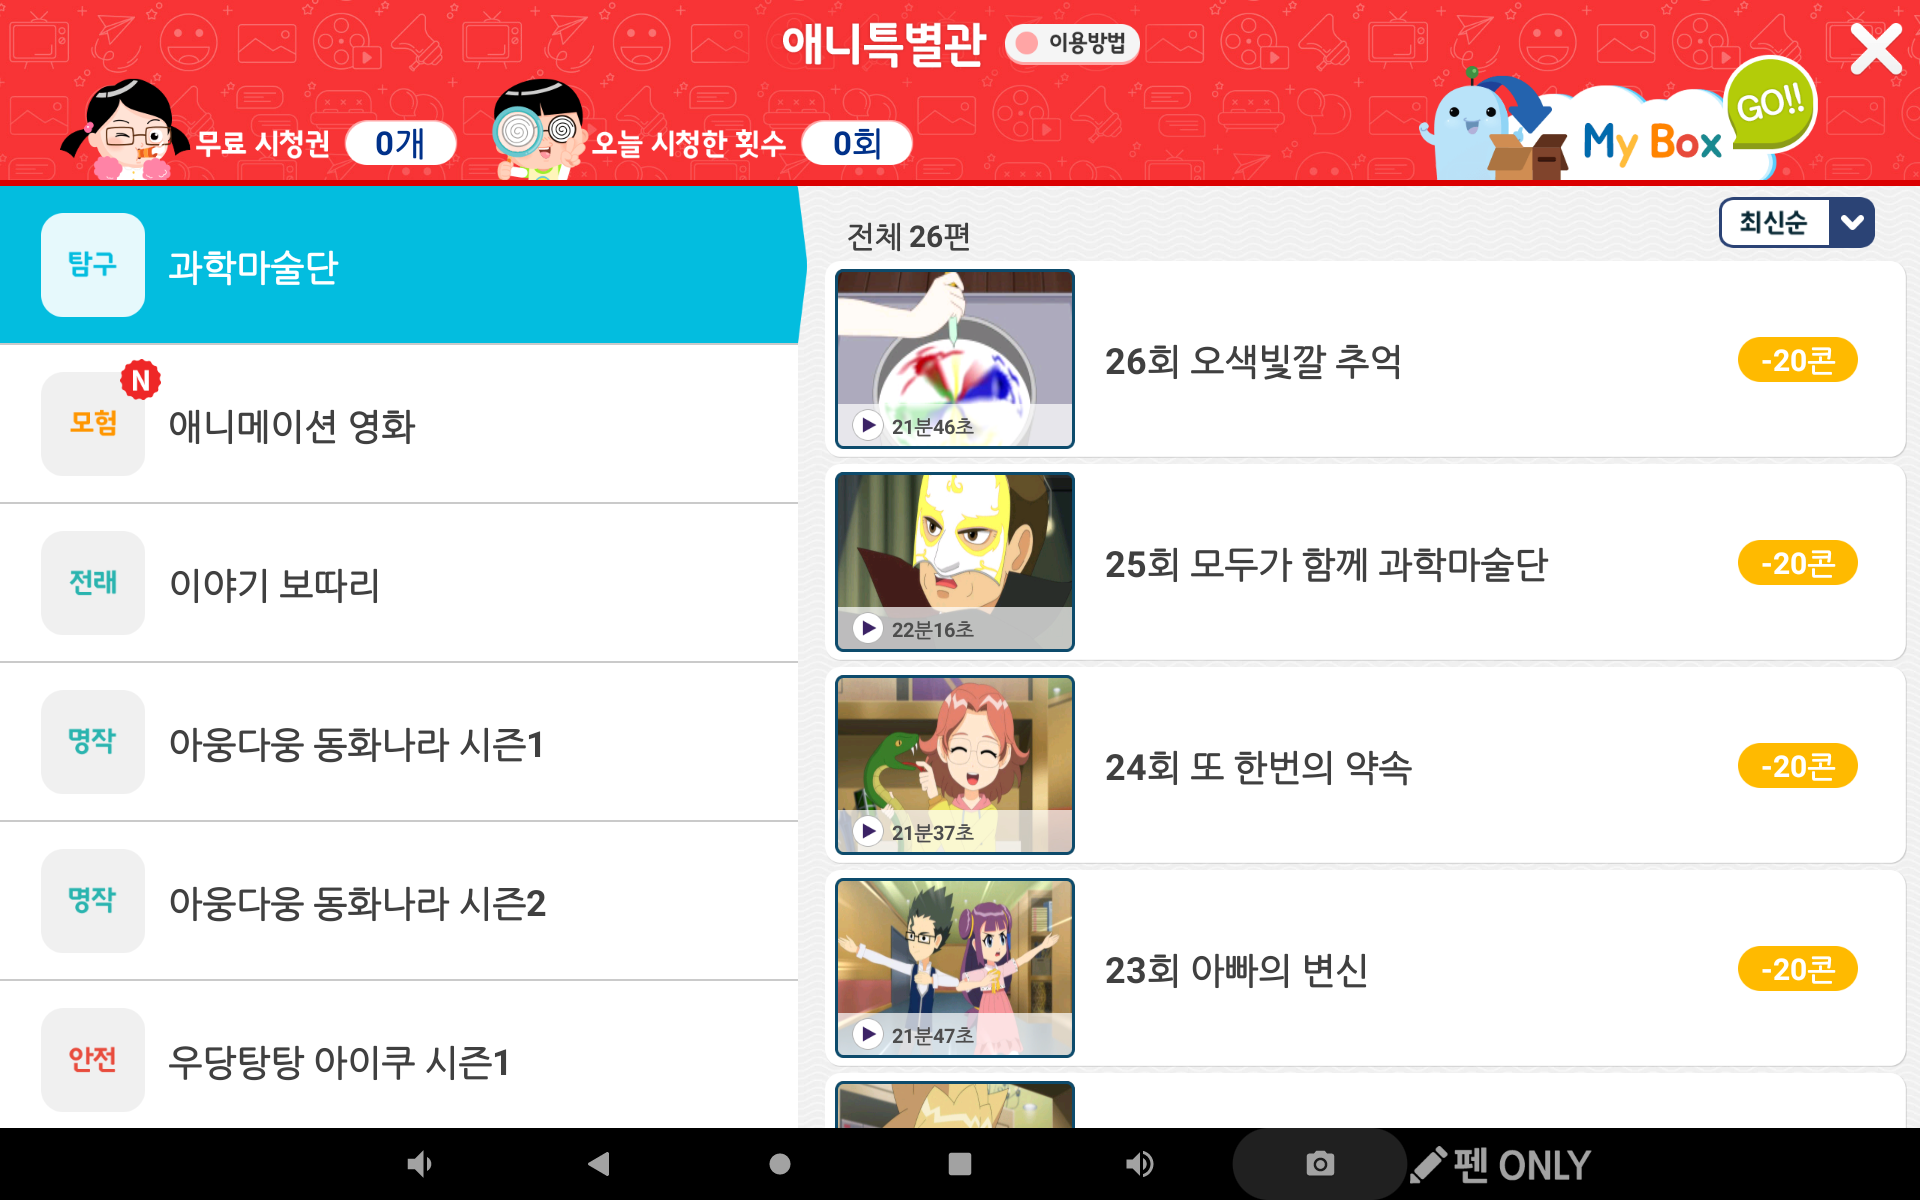 애니특별관
이용방법
무료 시청권 0개
오늘 시청한 횟수 0회
My Box
GO!!
탐구 과학마술단
N
모험 애니메이션 영화
전래 이야기 보따리
명작 아웅다웅 동화나라 시즌1
명작 아웅다웅 동화나라 시즌2
안전 우당탕탕 아이쿠 시즌1
전체 26편
최신순
26회 오색빛깔 추억
-20콘
21분46초
25회 모두가 함께 과학마술단
-20콘
22분16초
24회 또 한번의 약속
-20콘
21분37초
23회 아빠의 변신
-20콘
21분47초
펜 ONLY